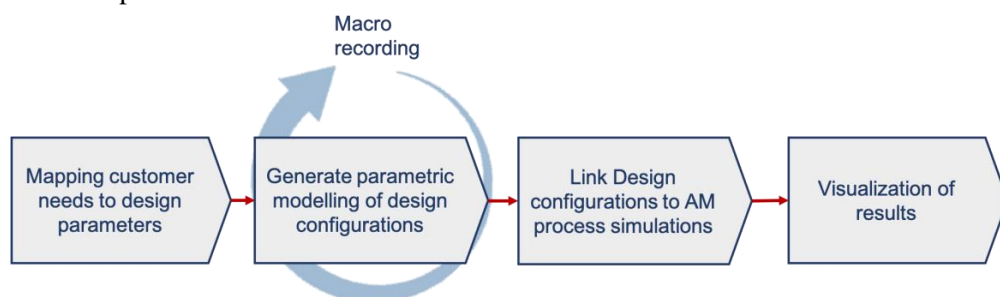 Macro
recording
Mapping customer
needs to design
parameters
Generate parametric
modelling of design
configurations
Link Design
configurations to AM
process simulations
Visualization of
results